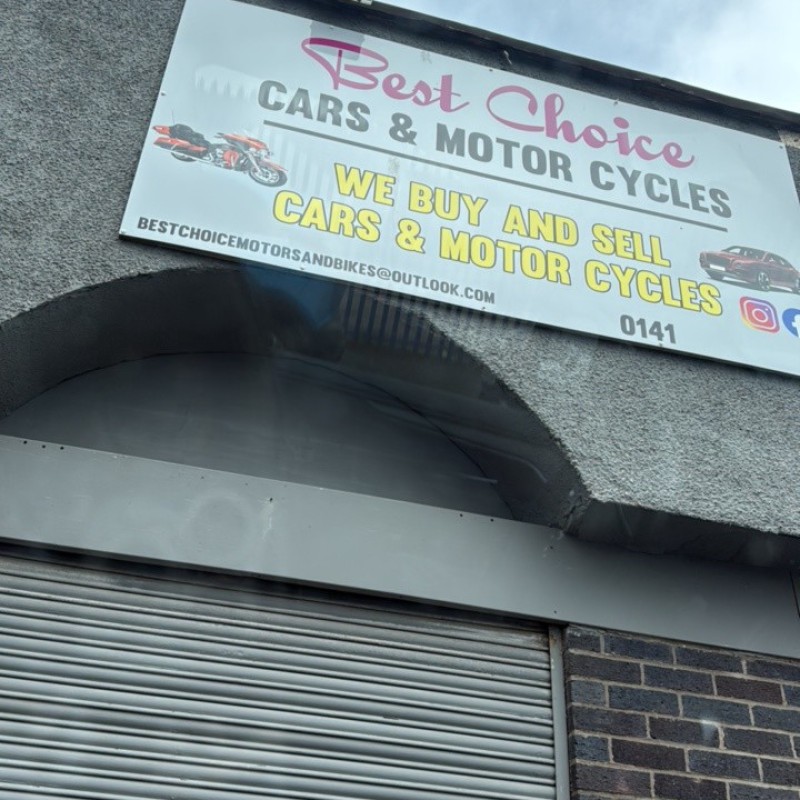 Best Choice
CARS & MOTOR CYCLES
WE BUY AND SELL
CARS & MOTOR CYCLES
BESTCHOICEMOTORSANDBIKES@OUTLOOK.COM
0141